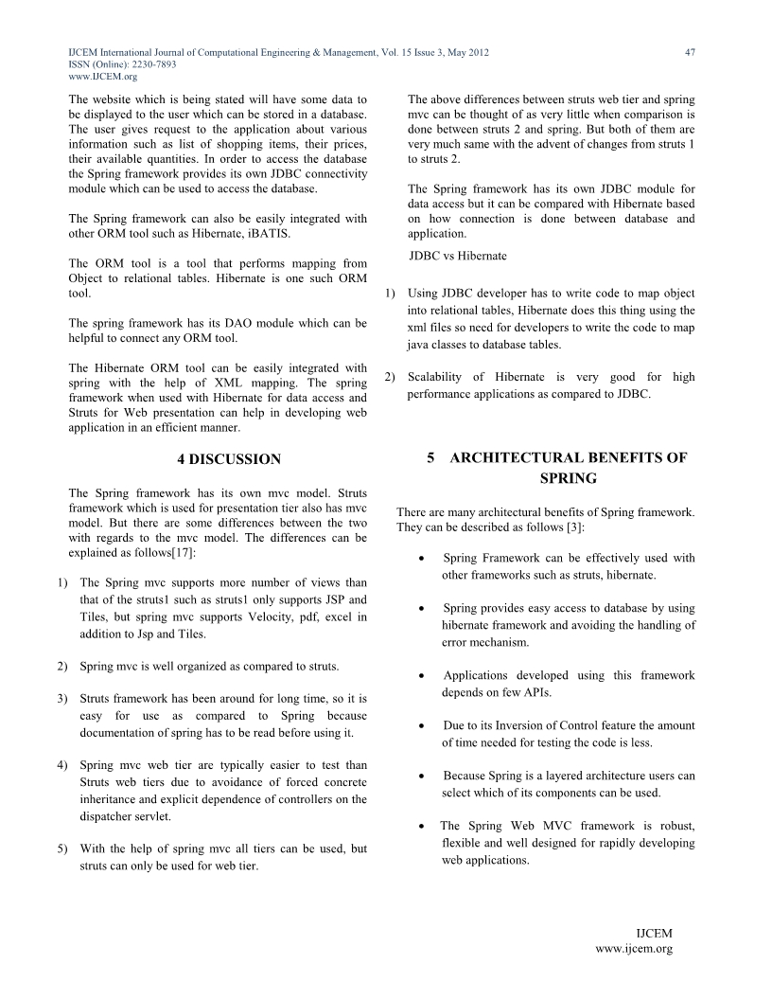 IJCEM International Journal of Computational Engineering & Management, Vol. 15 Issue 3, May 2012 47
ISSN (Online): 2230-7893
www.IJCEM.org
The website which is being stated will have some data to
be displayed to the user which can be stored in a database.
The user gives request to the application about various
information such as list of shopping items, their prices,
their available quantities. In order to access the database
the Spring framework provides its own JDBC connectivity
module which can be used to access the database.
The Spring framework can also be easily integrated with
other ORM tool such as Hibernate, iBATIS.
The ORM tool is a tool that performs mapping from
Object to relational tables. Hibernate is one such ORM
tool.
The spring framework has its DAO module which can be
helpful to connect any ORM tool.
The Hibernate ORM tool can be easily integrated with
spring with the help of XML mapping. The spring
framework when used with Hibernate for data access and
Struts for Web presentation can help in developing web
application in an efficient manner.
4 DISCUSSION
The Spring framework has its own mvc model. Struts
framework which is used for presentation tier also has mvc
model. But there are some differences between the two
with regards to the mvc model. The differences can be
explained as follows[17]:
1) The Spring mvc supports more number of views than
that of the struts1 such as struts1 only supports JSP and
Tiles, but spring mvc supports Velocity, pdf, excel in
addition to Jsp and Tiles.
2) Spring mvc is well organized as compared to struts.
3) Struts framework has been around for long time, so it is
easy for use as compared to Spring because
documentation of spring has to be read before using it.
4) Spring mvc web tier are typically easier to test than
Struts web tiers due to avoidance of forced concrete
inheritance and explicit dependence of controllers on the
dispatcher servlet.
5) With the help of spring mvc all tiers can be used, but
struts can only be used for web tier.
The above differences between struts web tier and spring
mvc can be thought of as very little when comparison is
done between struts 2 and spring. But both of them are
very much same with the advent of changes from struts 1
to struts 2.
The Spring framework has its own JDBC module for
data access but it can be compared with Hibernate based
on how connection is done between database and
application.
JDBC vs Hibernate
1) Using JDBC developer has to write code to map object
into relational tables, Hibernate does this thing using the
xml files so need for developers to write the code to map
java classes to database tables.
2) Scalability of Hibernate is very good for high
performance applications as compared to JDBC.
5 ARCHITECTURAL BENEFITS OF
SPRING
There are many architectural benefits of Spring framework.
They can be described as follows [3]:
• Spring Framework can be effectively used with
other frameworks such as struts, hibernate.
• Spring provides easy access to database by using
hibernate framework and avoiding the handling of
error mechanism.
• Applications developed using this framework
depends on few APIs.
• Due to its Inversion of Control feature the amount
of time needed for testing the code is less.
• Because Spring is a layered architecture users can
select which of its components can be used.
• The Spring Web MVC framework is robust,
flexible and well designed for rapidly developing
web applications.
IJCEM
www.ijcem.org